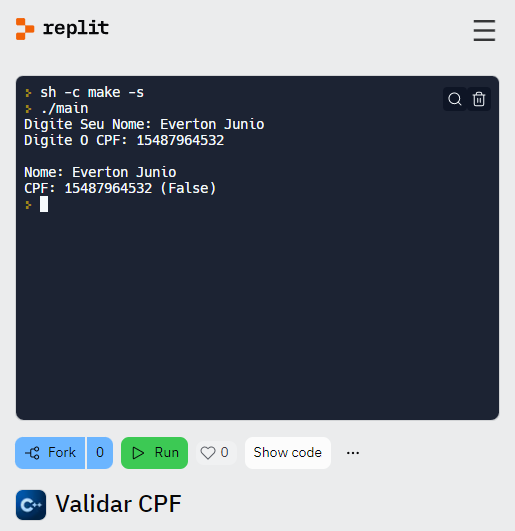 replit
sh -c make -s
./main
Digite Seu Nome: Everton Junio
Digite O CPF: 15487964532
Nome: Everton Junio
CPF: 15487964532 (False)
Fork 0 Run 0 Show code ...
C++ Validar CPF